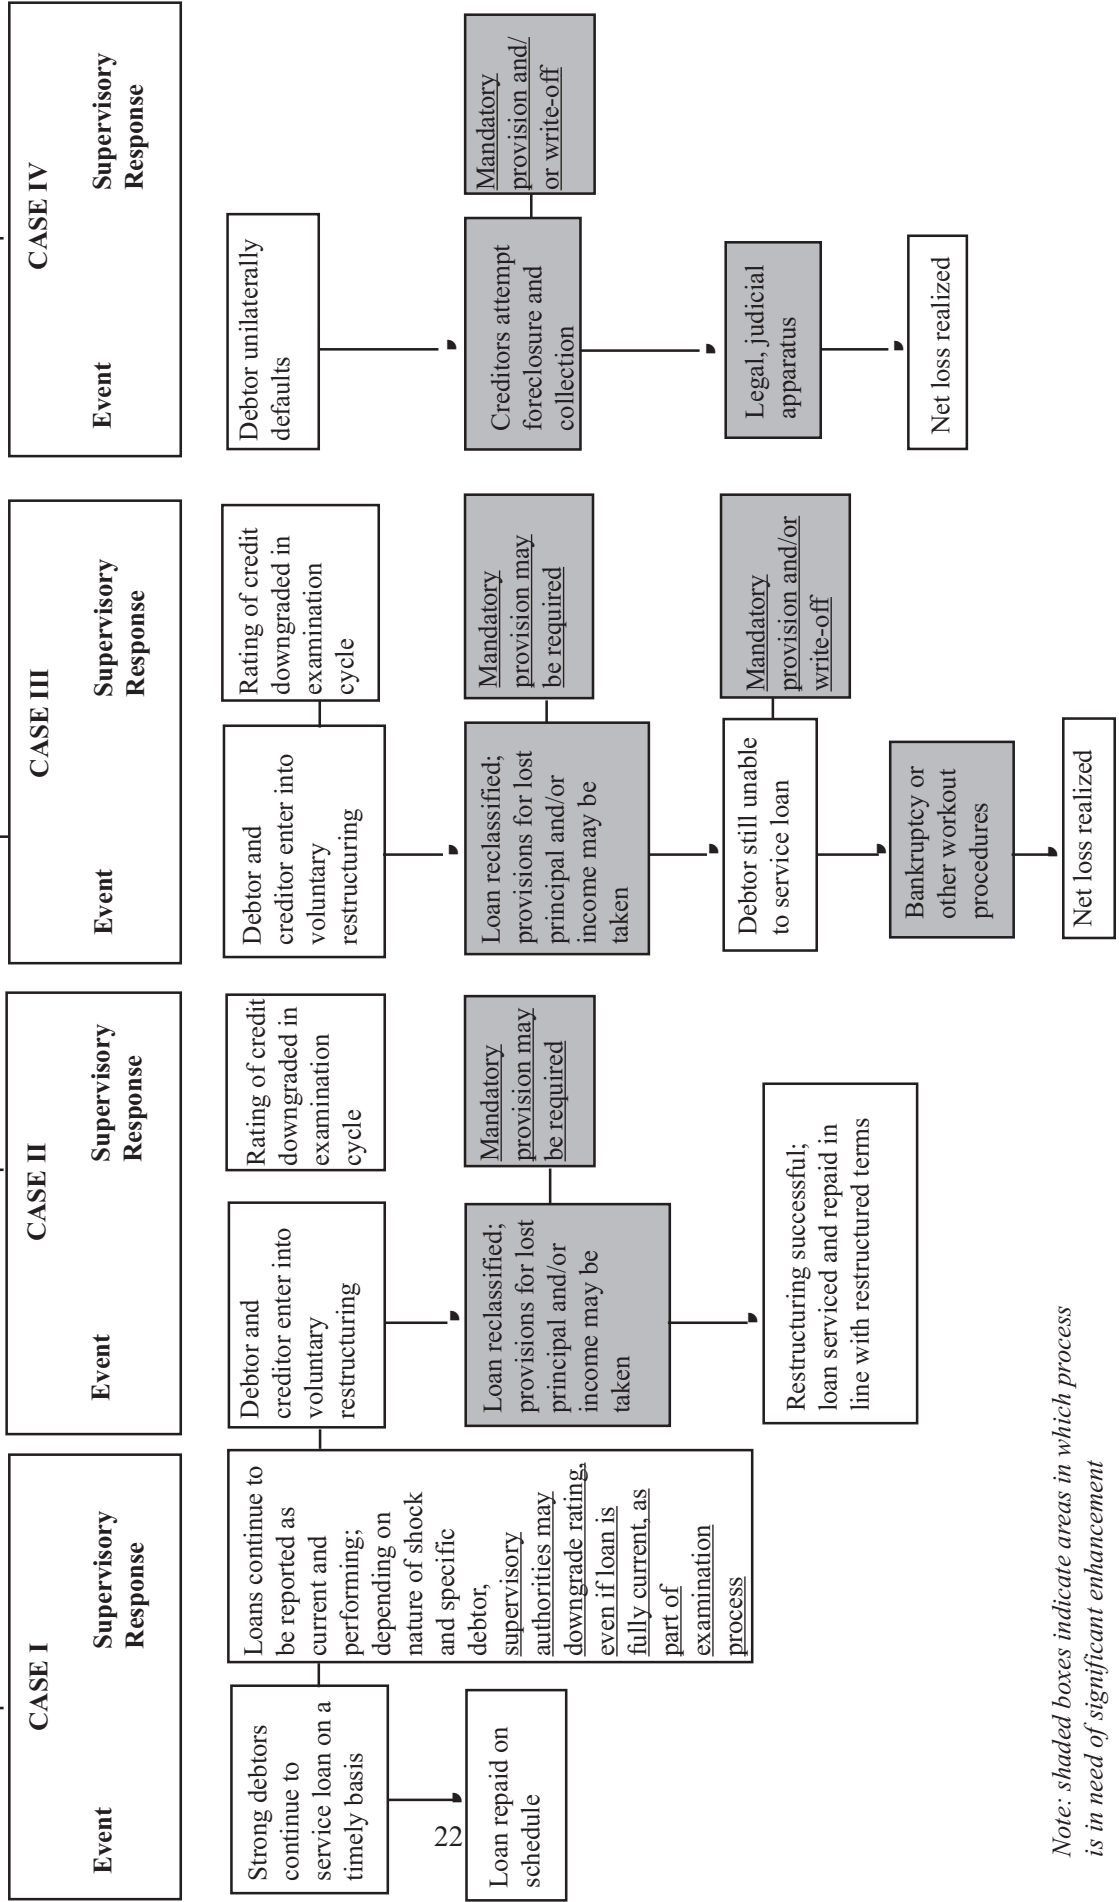 CASE I
Event
Supervisory
Response
Strong debtors
continue to
service loan on a
timely basis
Loans continue to
be reported as
current and
performing;
depending on
nature of shock
and specific
debtor,
supervisory
authorities may
downgrade rating,
even if loan is
fully current, as
part of
examination
process
Loan repaid on
schedule
CASE II
Event
Supervisory
Response
Debtor and
creditor enter into
voluntary
restructuring
Rating of credit
downgraded in
examination
cycle
Loan reclassified;
provisions for lost
principal and/or
income may be
taken
Mandatory
provision may
be required
Restructuring successful;
loan serviced and repaid in
line with restructured terms
CASE III
Event
Supervisory
Response
Debtor and
creditor enter into
voluntary
restructuring
Rating of credit
downgraded in
examination
cycle
Loan reclassified;
provisions for lost
principal and/or
income may be
taken
Mandatory
provision may
be required
Debtor still unable
to service loan
Mandatory
provision and/or
write-off
Bankruptcy or
other workout
procedures
Net loss realized
CASE IV
Event
Supervisory
Response
Debtor unilaterally
defaults
Creditors attempt
foreclosure and
collection
Mandatory
provision and/
or write-off
Legal, judicial
apparatus
Net loss realized
Note: shaded boxes indicate areas in which process
is in need of significant enhancement
22